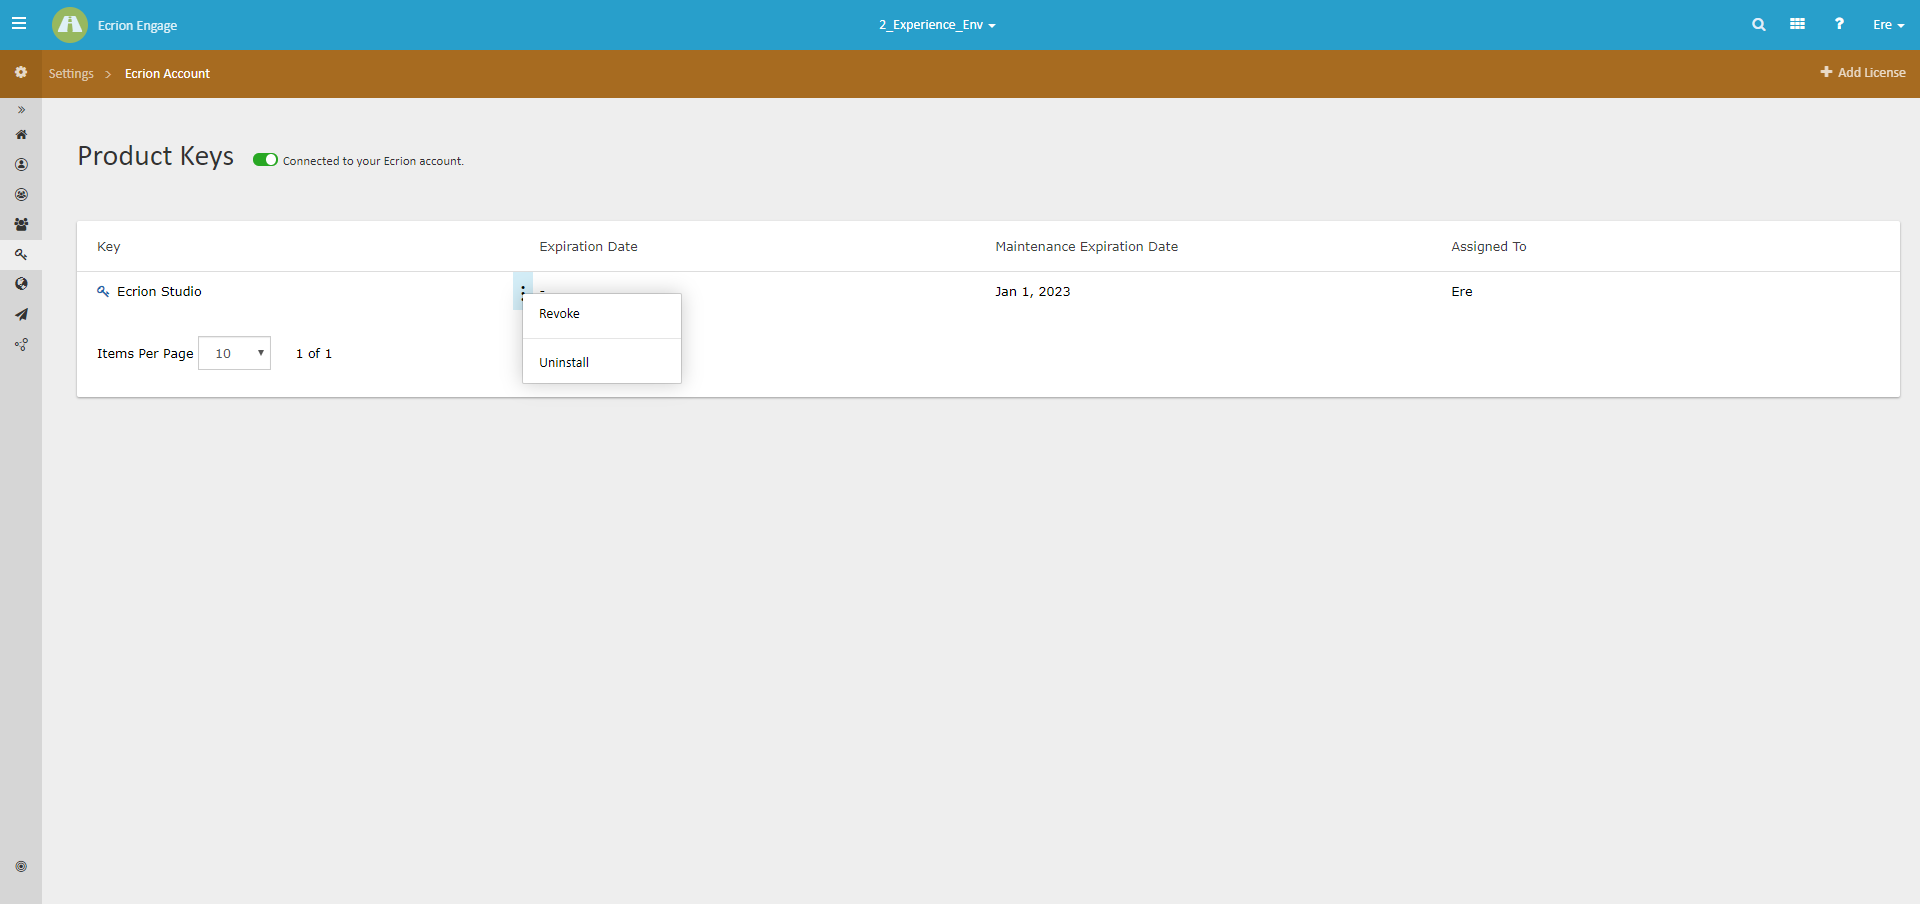 Ecrion Engage
2_Experience_Env
?
Ere
Settings > Ecrion Account
+ Add License
Product Keys
Connected to your Ecrion account.
Key Expiration Date Maintenance Expiration Date Assigned To
Ecrion Studio - Jan 1, 2023 Ere
Revoke
Uninstall
Items Per Page 10 1 of 1